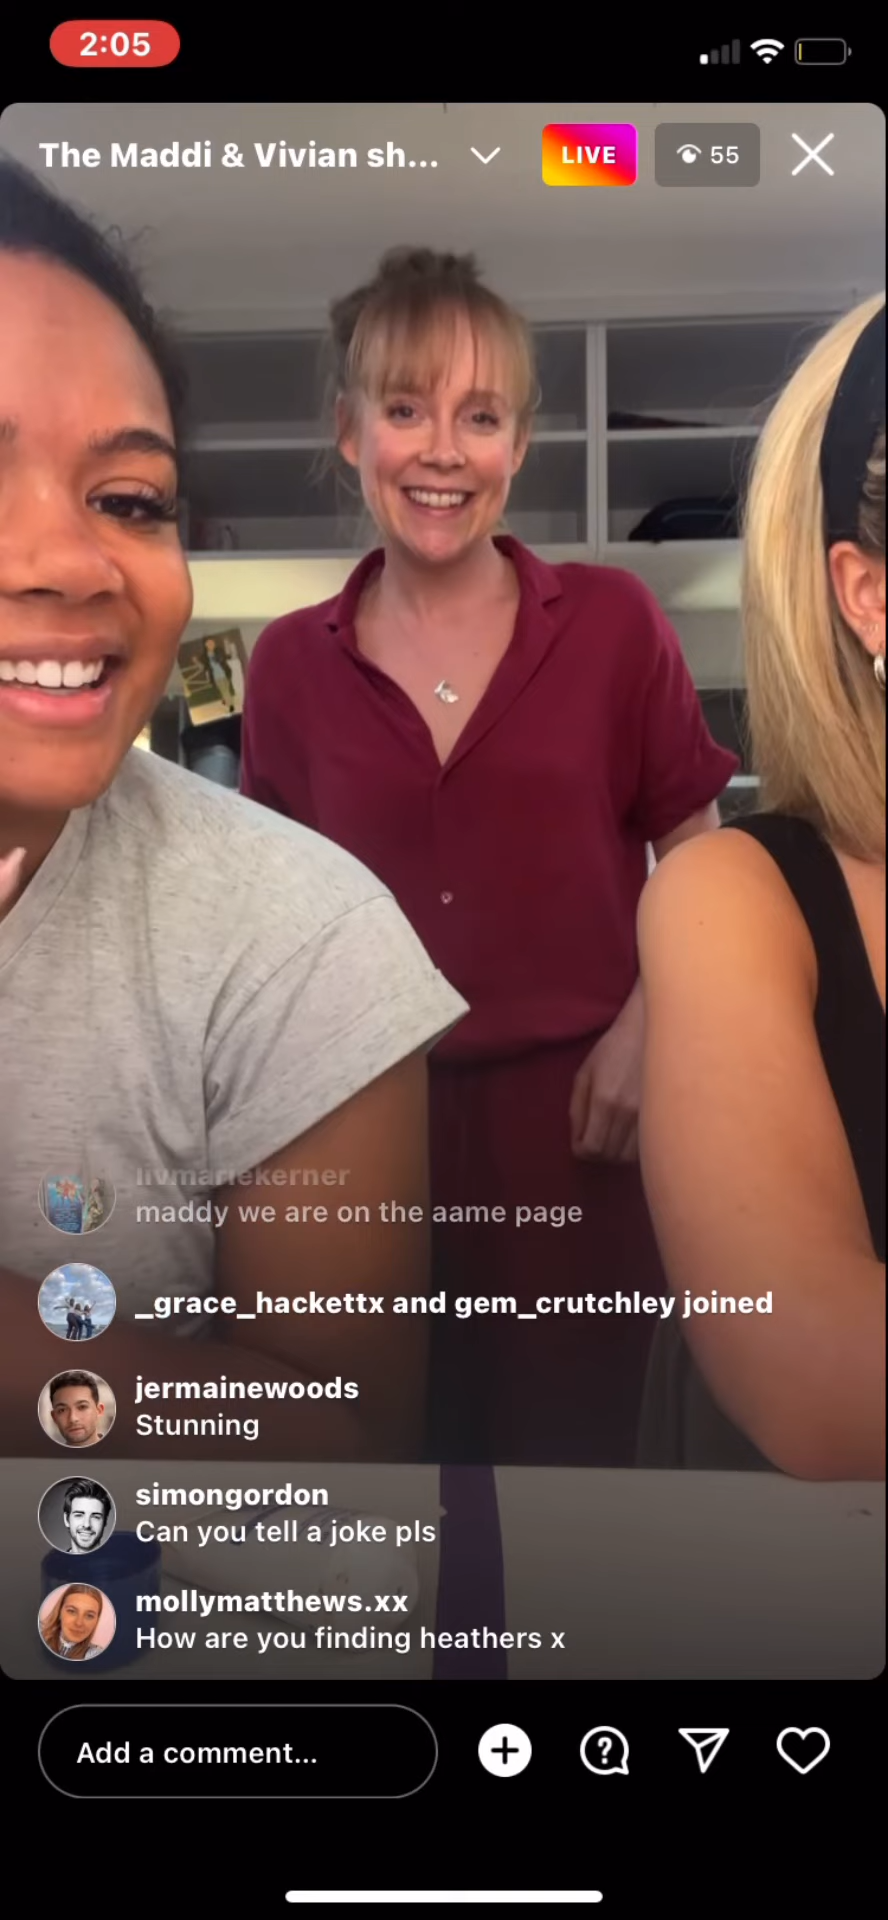 2:05
The Maddi & Vivian sh...
LIVE
55
livmariekerner
maddy we are on the aame page
_grace_hackettx and gem_crutchley joined
jermainewoods
Stunning
simongordon
Can you tell a joke pls
mollymatthews.xx
How are you finding heathers x
Add a comment...